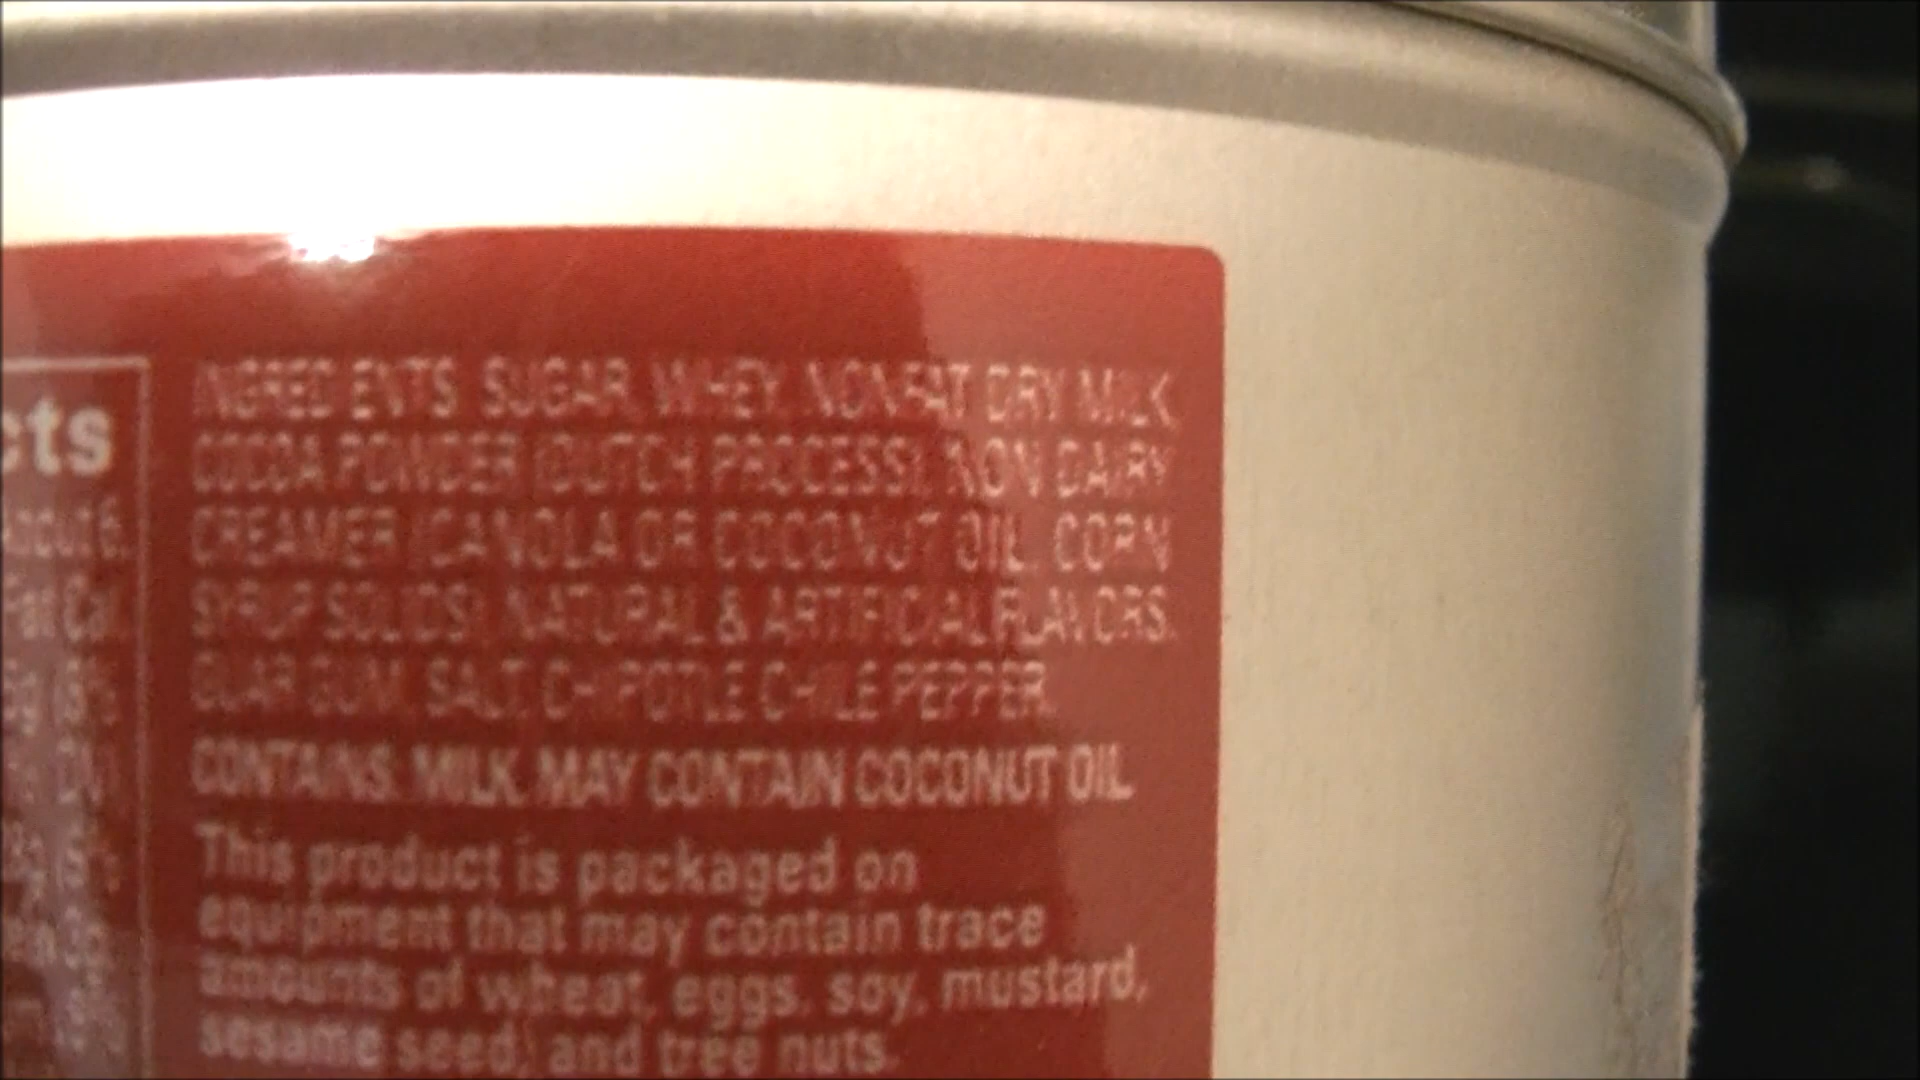 cts
INGREDIENTS: SUGAR, WHEY, NONFAT DRY MILK,
COCOA POWDER (DUTCH PROCESS), NON DAIRY
CREAMER (CANOLA OR COCONUT OIL, CORN
SYRUP SOLIDS), NATURAL & ARTIFICIAL FLAVORS,
GUAR GUM, SALT, CHIPOTLE CHILE PEPPER.
CONTAINS: MILK. MAY CONTAIN COCONUT OIL.
This product is packaged on
equipment that may contain trace
amounts of wheat, eggs, soy, mustard,
sesame seed, and tree nuts.